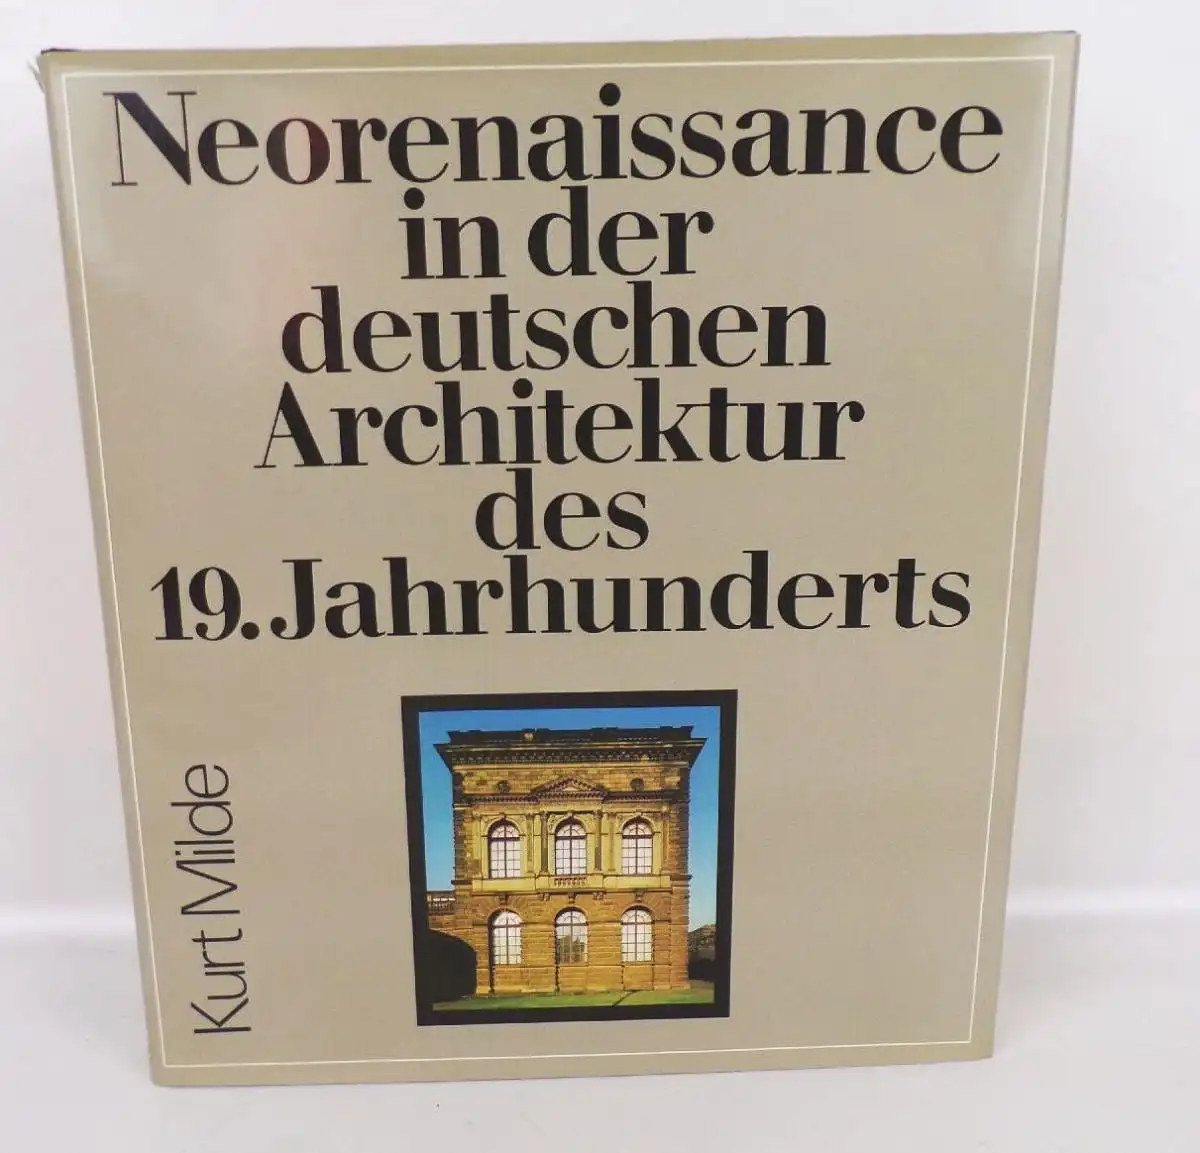 Neorenaissance
in der
deutschen
Architektur
des
19. Jahrhunderts
Kurt Milde